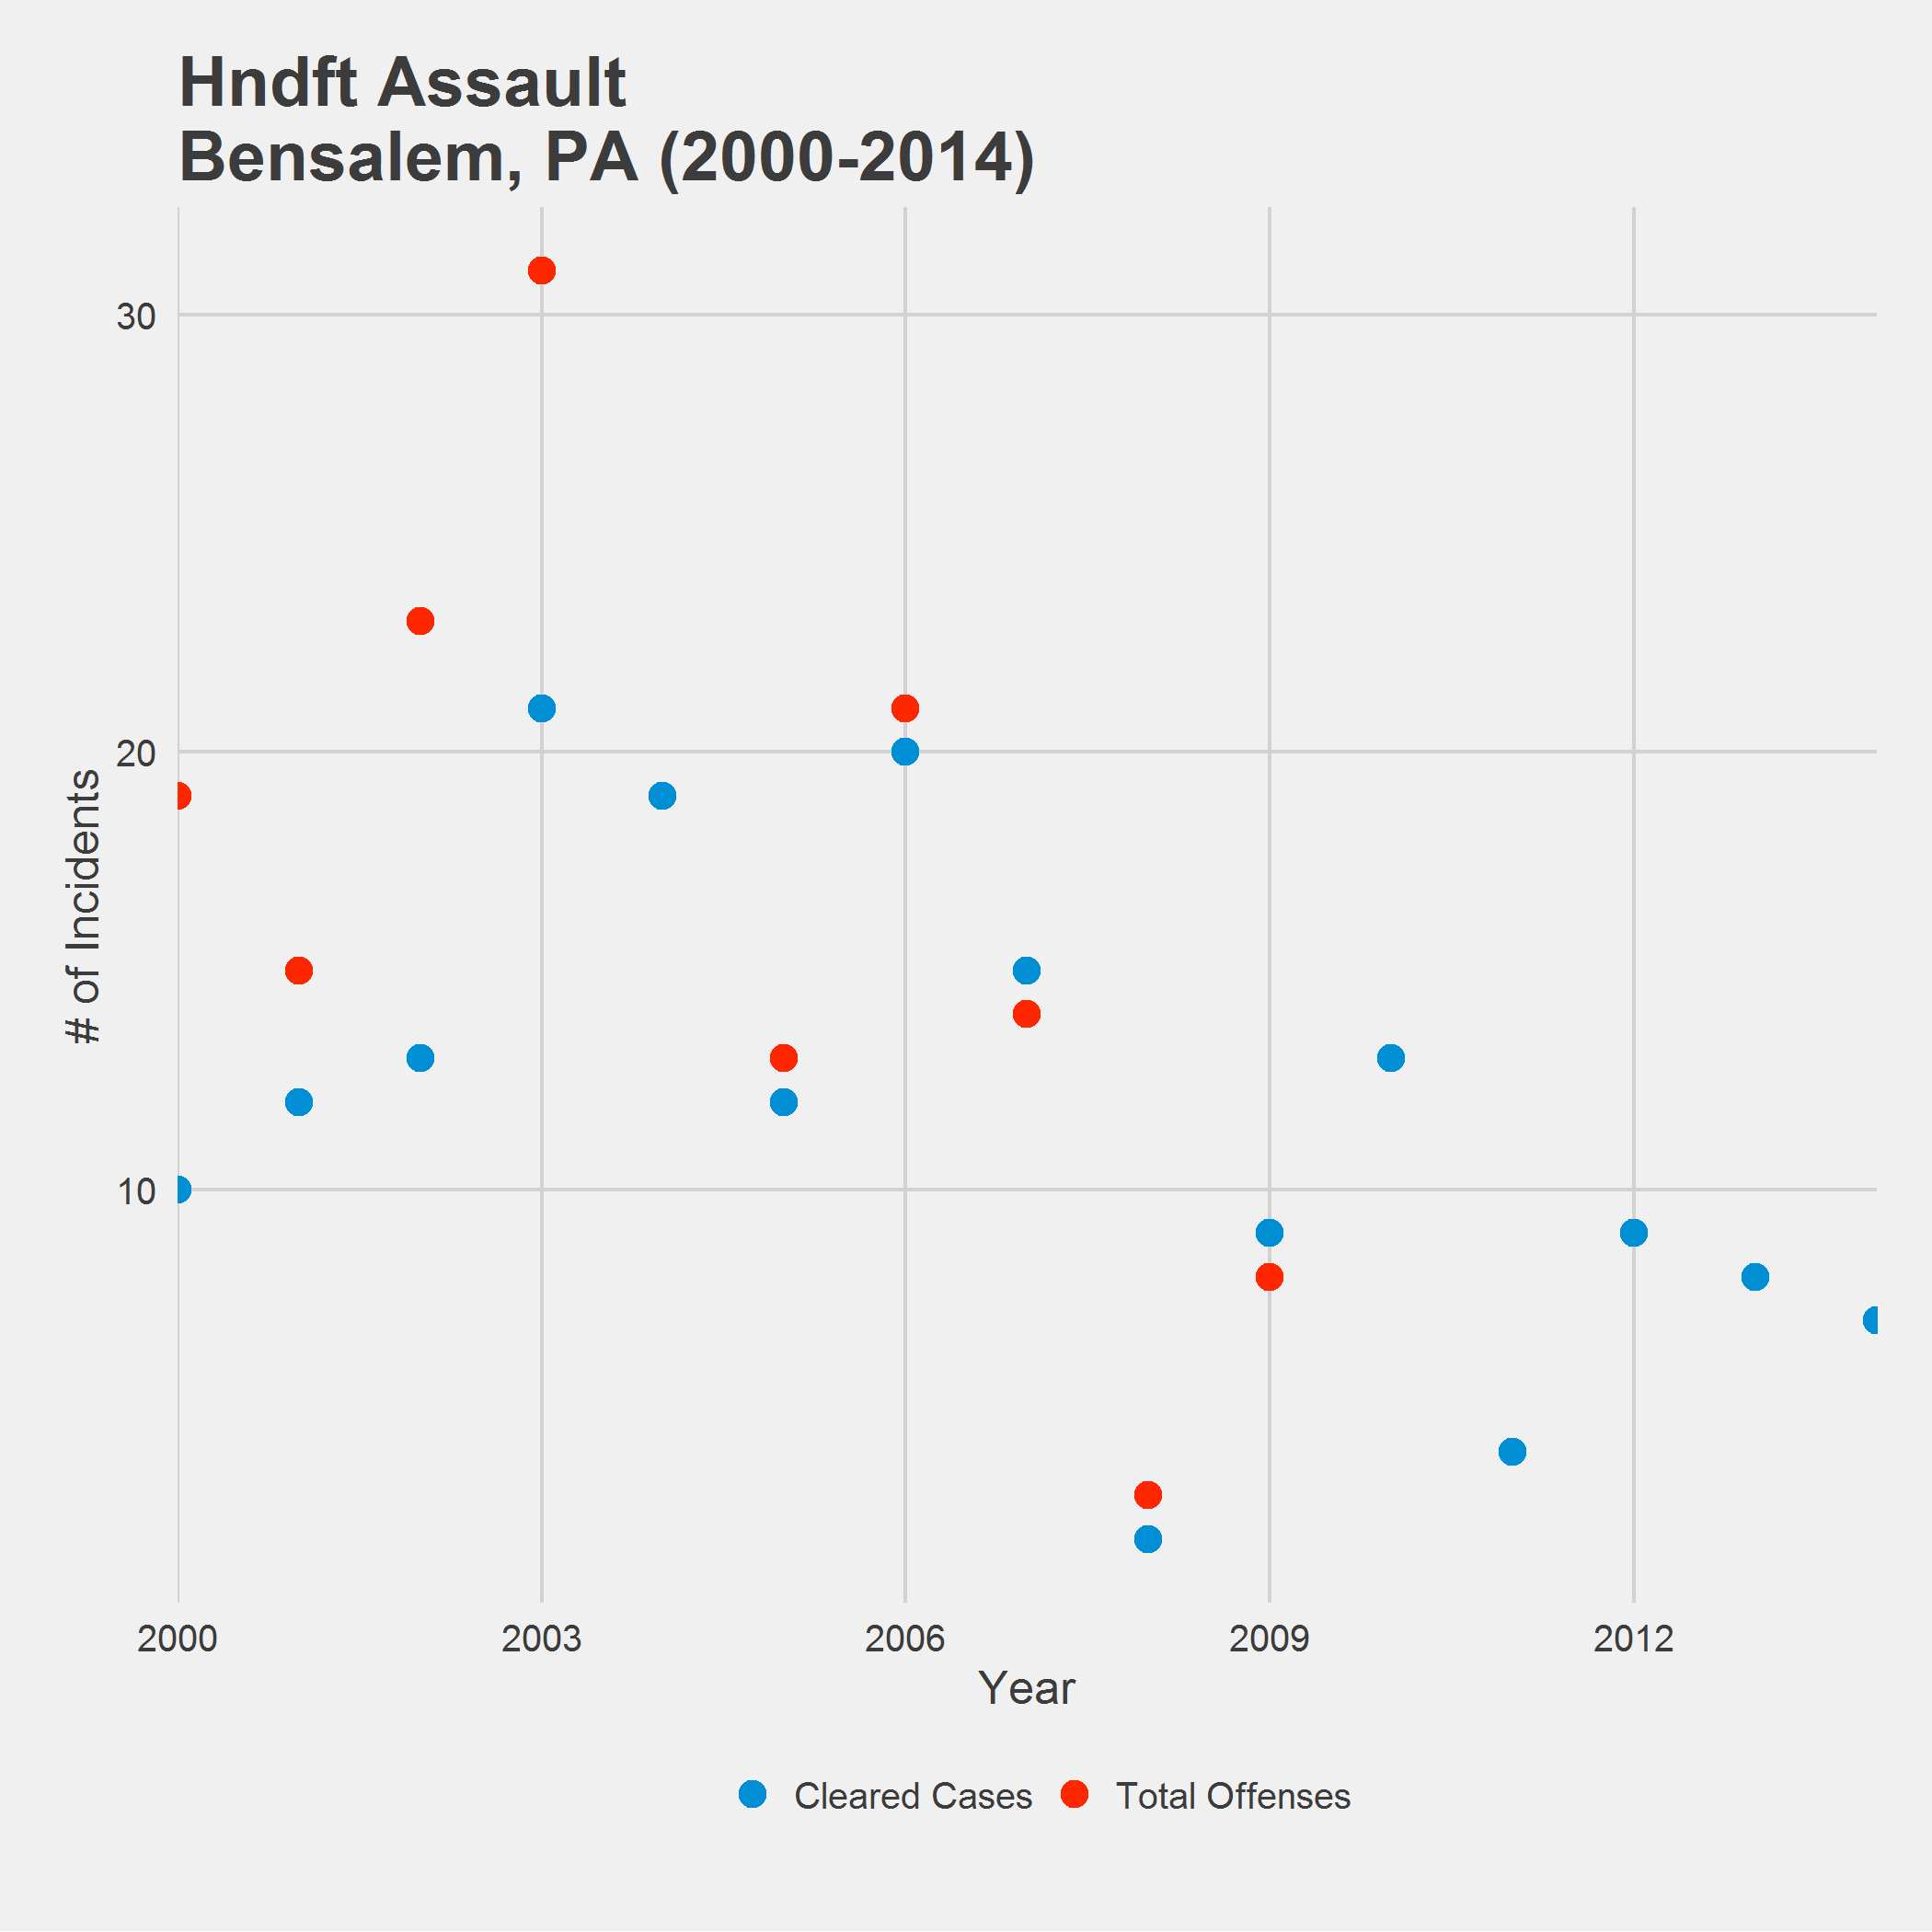 Hndft Assault
Bensalem, PA (2000-2014)
30
20
10
# of Incidents
2000 2003 2006 2009 2012
Year
Cleared Cases Total Offenses